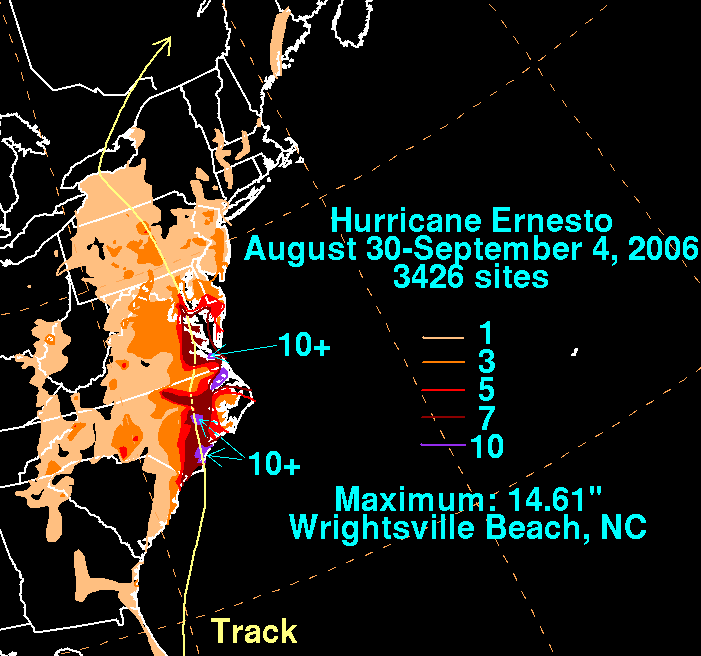 Hurricane Ernesto
August 30-September 4, 2006
3426 sites
10+
1
3
5
7
10
10+
Maximum: 14.61"
Wrightsville Beach, NC
Track